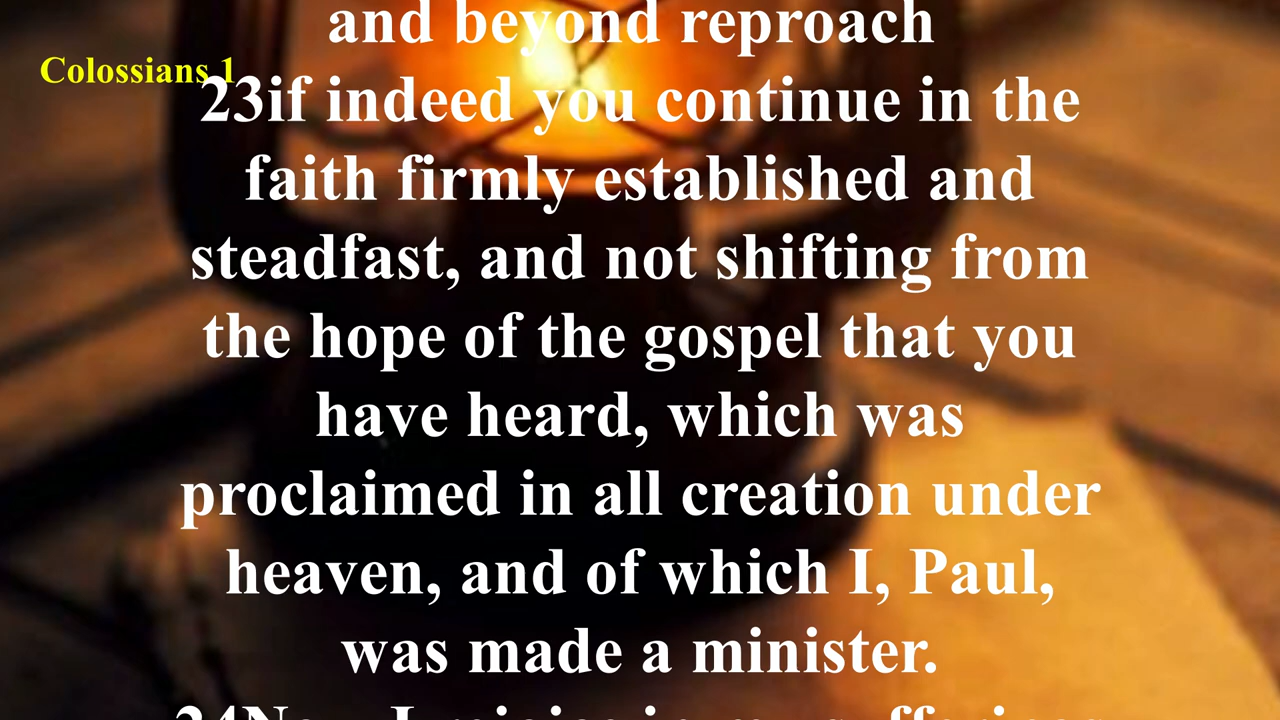 and beyond reproach
Colossians 1
23if indeed you continue in the
faith firmly established and
steadfast, and not shifting from
the hope of the gospel that you
have heard, which was
proclaimed in all creation under
heaven, and of which I, Paul,
was made a minister.